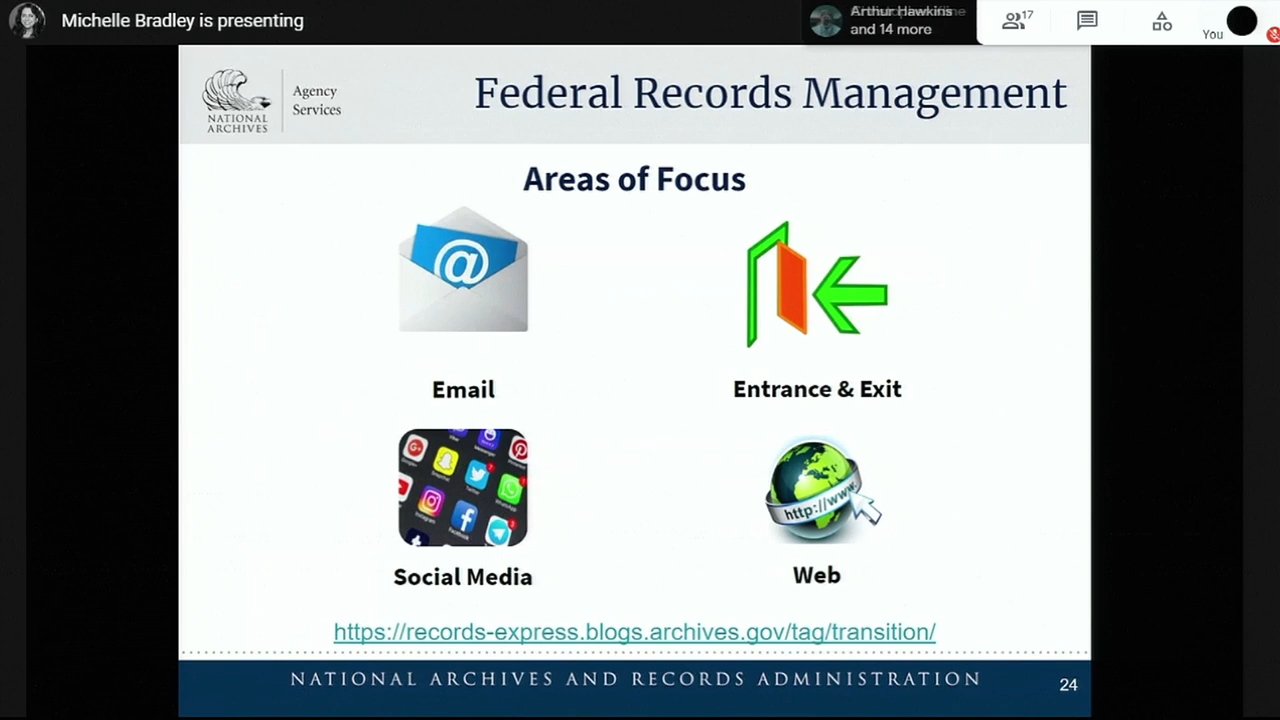 Michelle Bradley is presenting
Arthur Hawkins
and 14 more
17
You
NATIONAL
ARCHIVES
Agency
Services
Federal Records Management
Areas of Focus
@
Email
Entrance & Exit
Social Media
http://www.
Web
https://records-express.blogs.archives.gov/tag/transition/
NATIONAL ARCHIVES AND RECORDS ADMINISTRATION
24